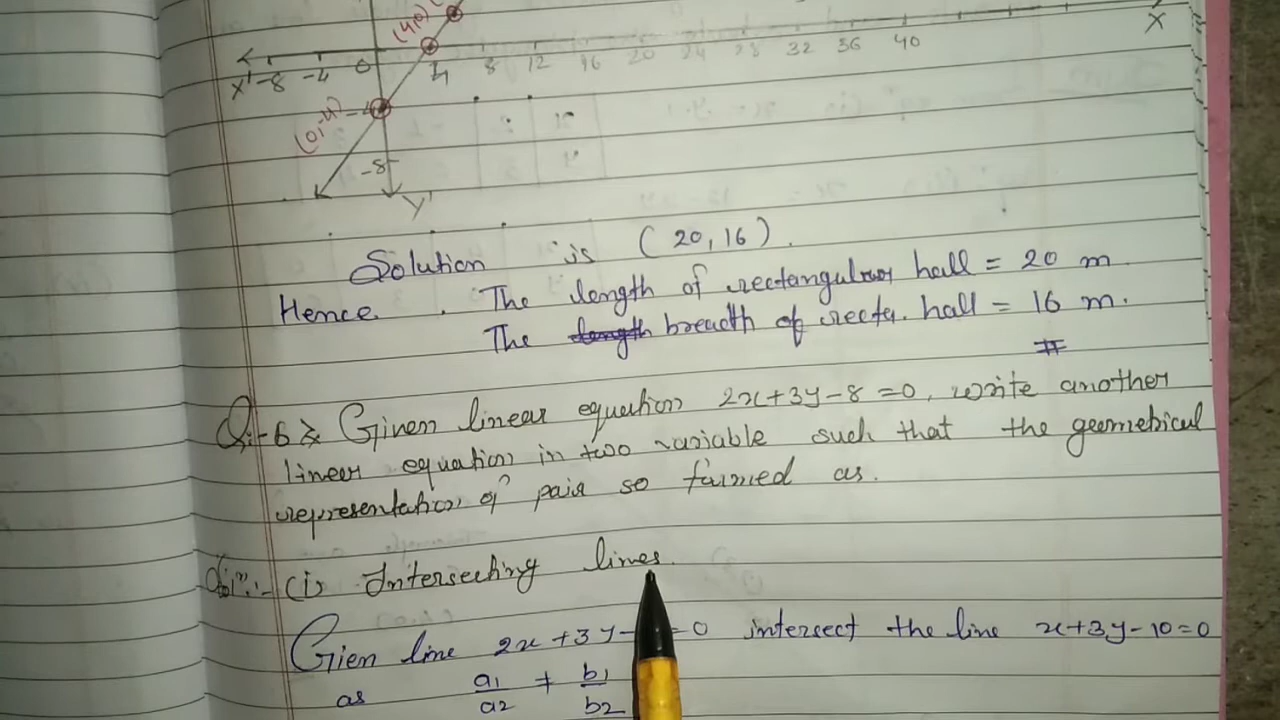 (4,0)
X' -8 -4 0 4 8 12 16 20 24 28 32 36 40 X
(0,-4) -4
-8
Y'
Solution is (20,16).
Hence. The length of rectangular hall = 20 m.
The length breadth of recta. hall = 16 m.
Q:-6 Given linear equation 2x+3y-8=0, write another
linear equation in two variable such that the geometrical
representation of pair so formed as.
Soln:- (i) Intersecting lines.
Gien line 2x+3y- =0 intersect the line x+3y-10=0
as a1/a2 ≠ b1/b2